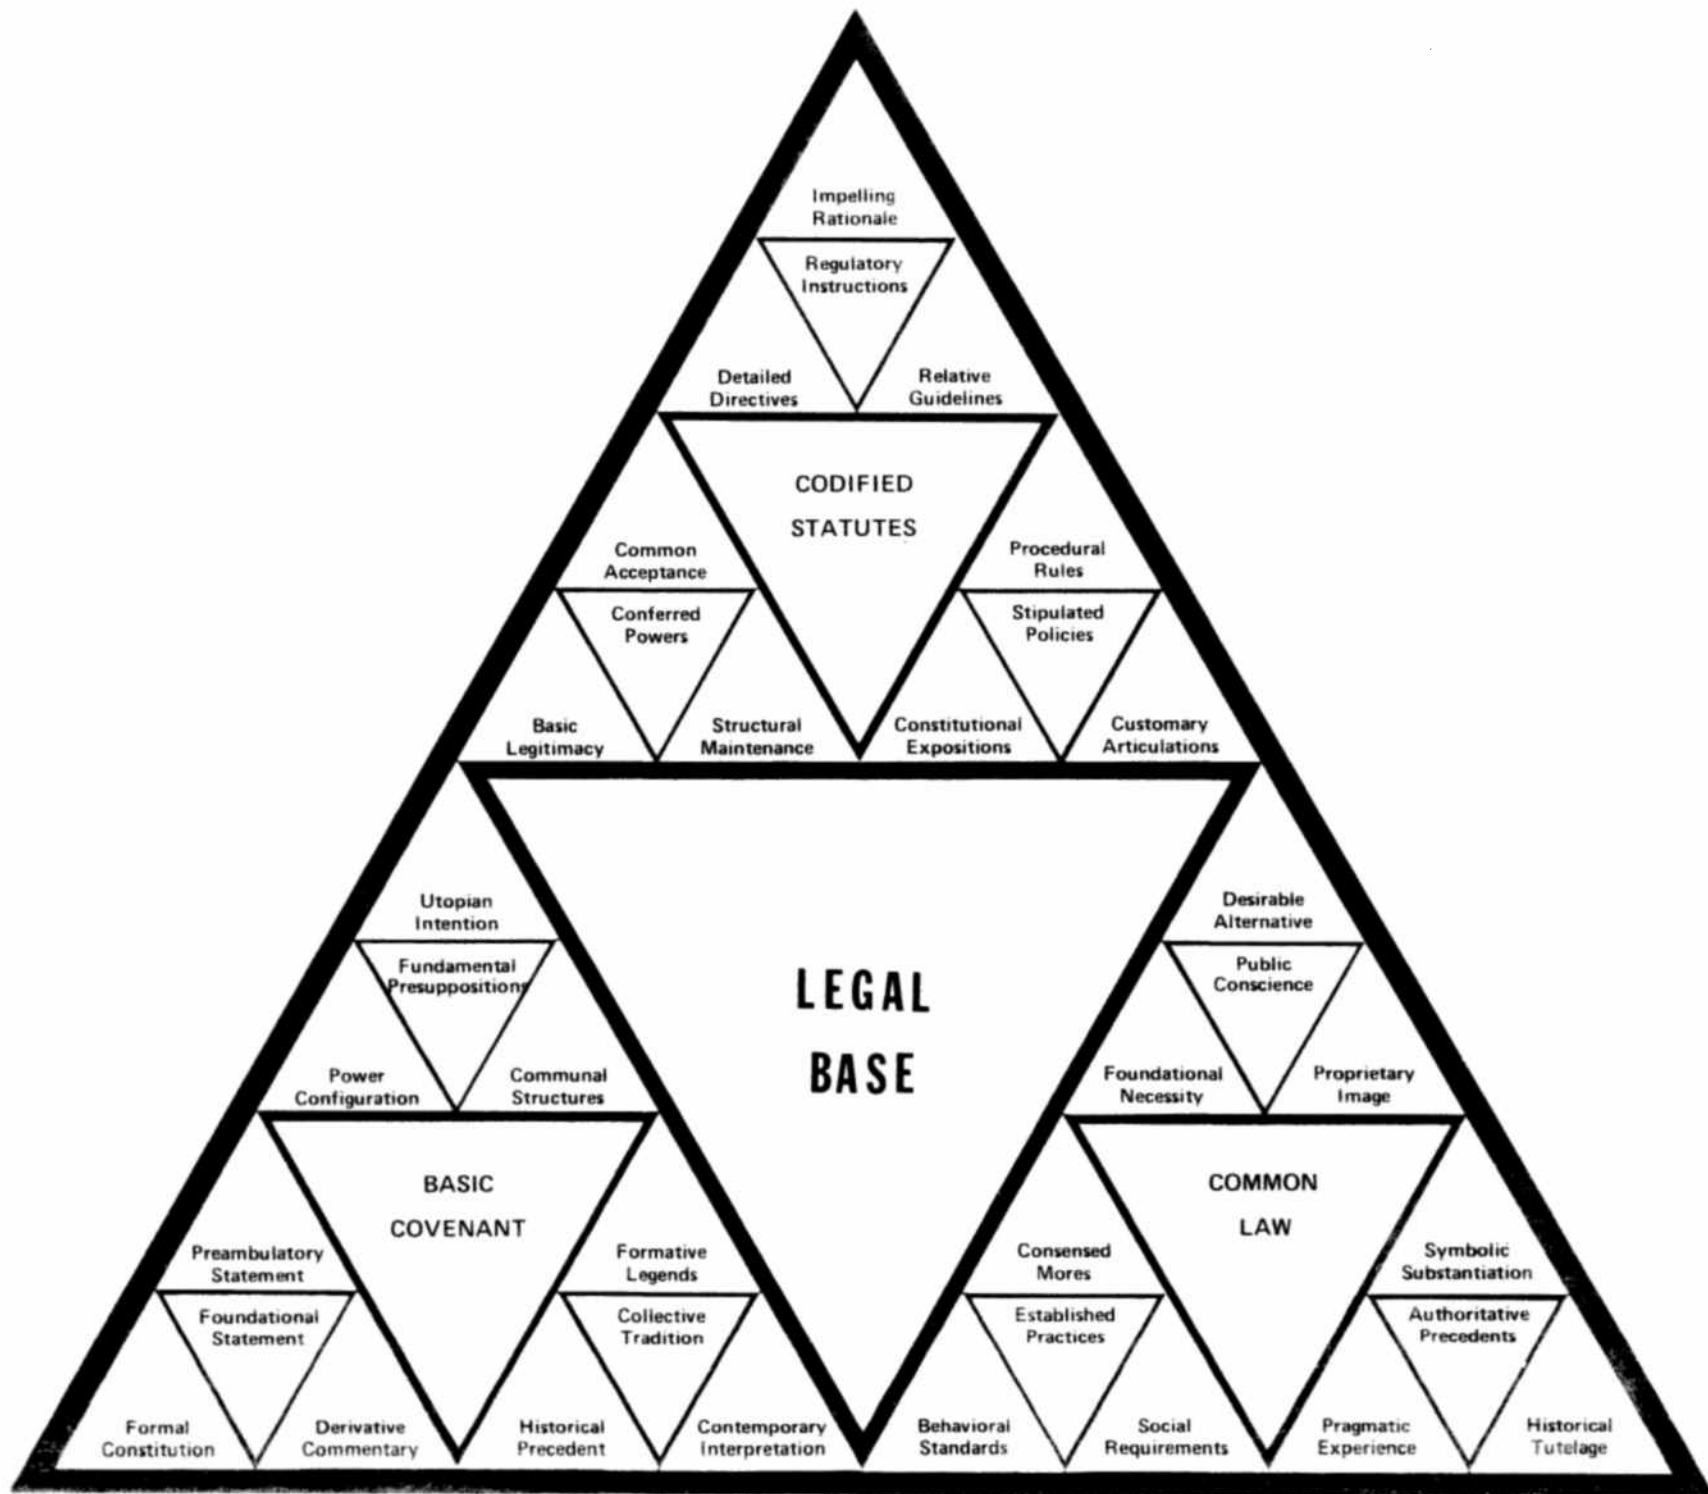 Impelling
Rationale
Regulatory
Instructions
Detailed
Directives
Relative
Guidelines
CODIFIED
STATUTES
Common
Acceptance
Conferred
Powers
Basic
Legitimacy
Structural
Maintenance
Procedural
Rules
Stipulated
Policies
Constitutional
Expositions
Customary
Articulations
LEGAL
BASE
Utopian
Intention
Fundamental
Presuppositions
Power
Configuration
Communal
Structures
BASIC
COVENANT
Preambulatory
Statement
Foundational
Statement
Formal
Constitution
Derivative
Commentary
Formative
Legends
Collective
Tradition
Historical
Precedent
Contemporary
Interpretation
Desirable
Alternative
Public
Conscience
Foundational
Necessity
Proprietary
Image
COMMON
LAW
Consensed
Mores
Established
Practices
Behavioral
Standards
Social
Requirements
Symbolic
Substantiation
Authoritative
Precedents
Pragmatic
Experience
Historical
Tutelage